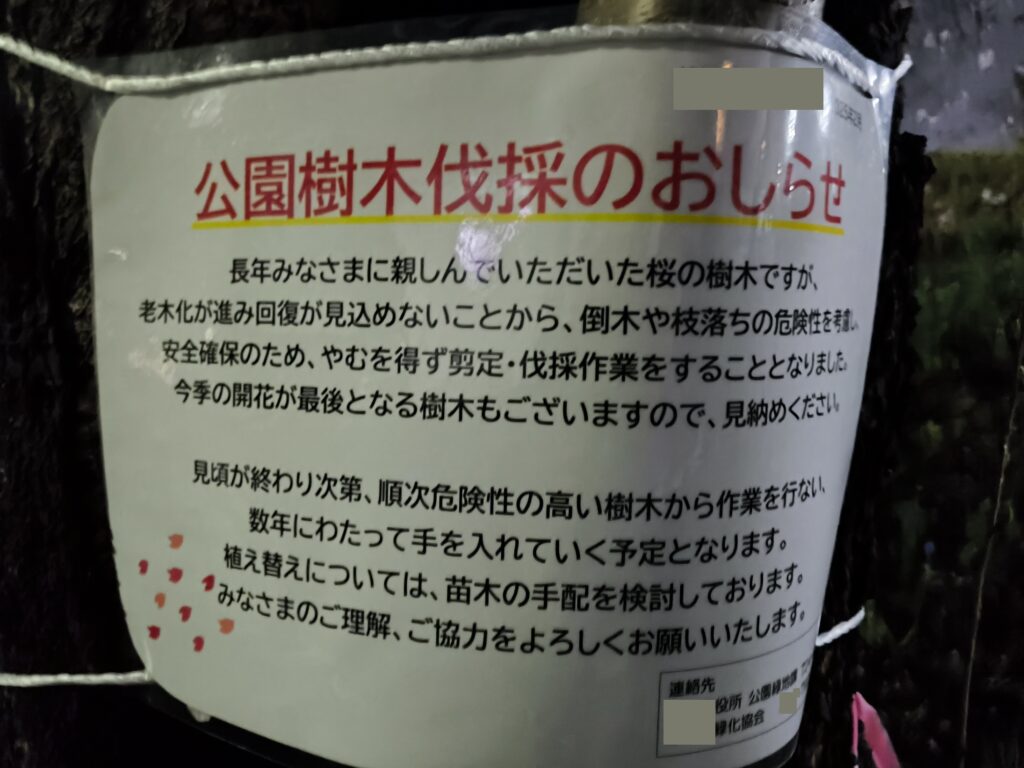 公園樹木伐採のおしらせ
長年みなさまに親しんでいただいた桜の樹木ですが、
老木化が進み回復が見込めないことから、倒木や枝落ちの危険性を考慮し、
安全確保のため、やむを得ず剪定・伐採作業をすることとなりました。
今季の開花が最後となる樹木もございますので、見納めください。
見頃が終わり次第、順次危険性の高い樹木から作業を行ない、
数年にわたって手を入れていく予定となります。
植え替えについては、苗木の手配を検討しております。
みなさまのご理解、ご協力をよろしくお願いいたします。
連絡先
役所 公園緑地課
緑化協会